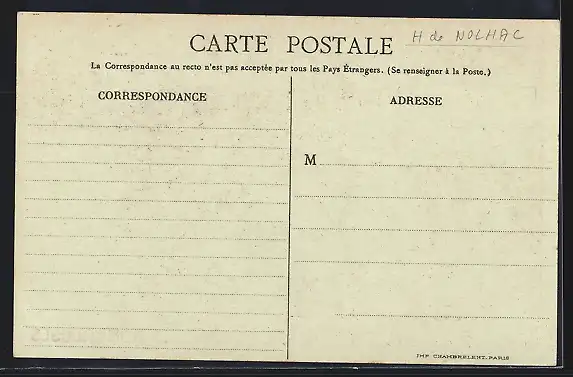 H de NOLHAC
CARTE POSTALE
La Correspondance au recto n'est pas acceptée par tous les Pays Étrangers. (Se renseigner à la Poste.)
CORRESPONDANCE
ADRESSE
M
IMP. CHAMBRELENT, PARIS